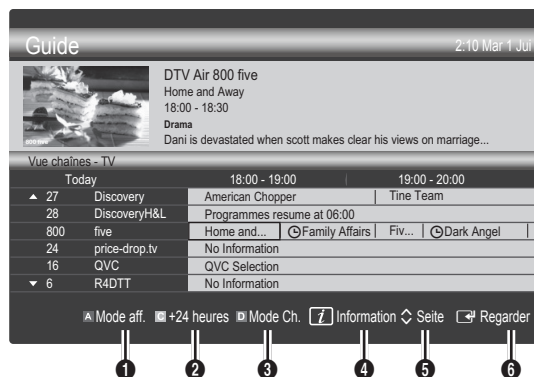 Guide
2:10 Mar 1 Jui
DTV Air 800 five
Home and Away
18:00 - 18:30
Drama
Dani is devastated when scott makes clear his views on marriage...
800 five
Vue chaînes - TV
Today 18:00 - 19:00 19:00 - 20:00
▲ 27 Discovery American Chopper Tine Team
28 DiscoveryH&L Programmes resume at 06:00
800 five Home and... Family Affairs Fiv... Dark Angel
24 price-drop.tv No Information
16 QVC QVC Selection
▼ 6 R4DTT No Information
A Mode aff. C +24 heures D Mode Ch. i Information Seite Regarder
1 2 3 4 5 6